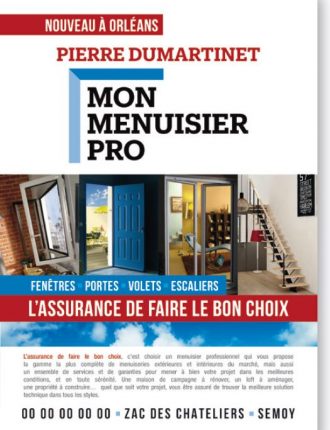 NOUVEAU À ORLÉANS
PIERRE DUMARTINET
MON
MENUISIER
PRO
FENÊTRES PORTES VOLETS ESCALIERS
L'ASSURANCE DE FAIRE LE BON CHOIX
L'assurance de faire le bon choix, c'est choisir un menuisier professionnel qui vous propose
la gamme la plus complète de menuiseries extérieures et intérieures du marché, mais aussi
un ensemble de services et de garanties pour mener à bien votre projet dans les meilleures
conditions, et en toute sérénité. Une maison de campagne à rénover, un loft à aménager,
une propriété à construire... quel que soit votre projet, vous être assuré de trouver la meilleure solution
technique dans tous les styles.
00 00 00 00 00 ZAC DES CHATELIERS SEMOY